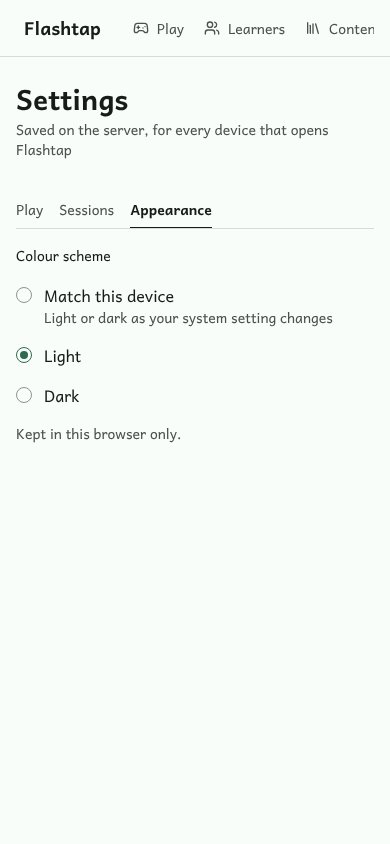 Flashtap
Play
Learners
Conten
Settings
Saved on the server, for every device that opens
Flashtap
Play
Sessions
Appearance
Colour scheme
Match this device
Light or dark as your system setting changes
Light
Dark
Kept in this browser only.